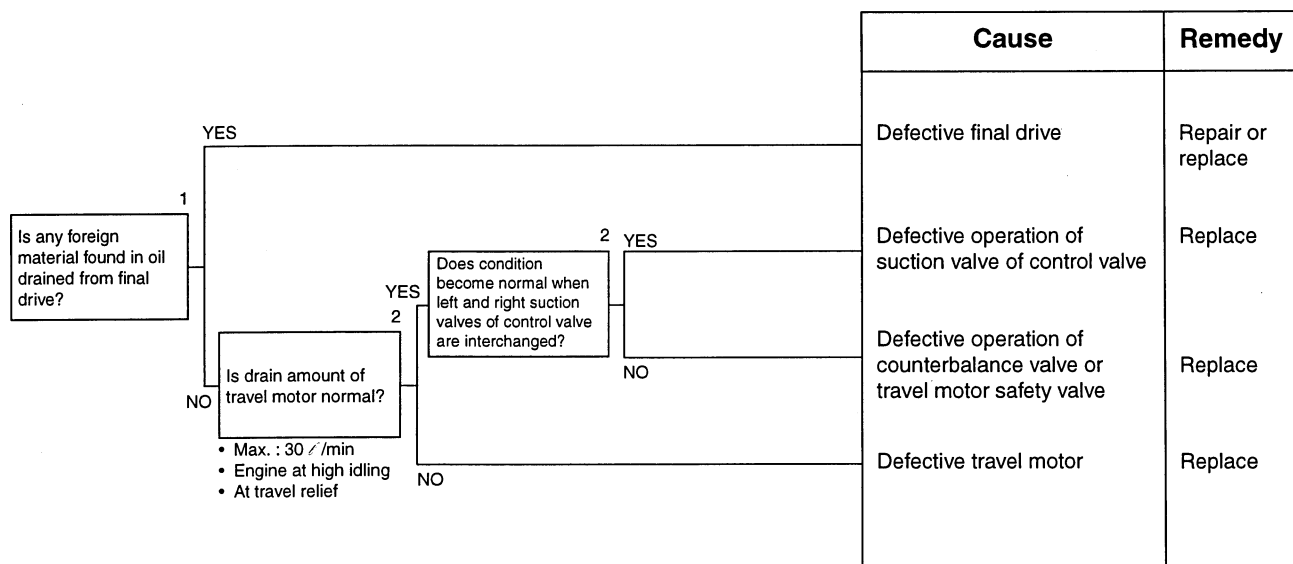 Cause
Remedy
YES
Defective final drive
Repair or
replace
1
Is any foreign
material found in oil
drained from final
drive?
2
YES
Does condition
become normal when
left and right suction
valves of control valve
are interchanged?
Defective operation of
suction valve of control valve
Replace
YES
2
NO
Is drain amount of
travel motor normal?
NO
Defective operation of
counterbalance valve or
travel motor safety valve
Replace
• Max. : 30 ℓ/min
• Engine at high idling
• At travel relief
NO
Defective travel motor
Replace